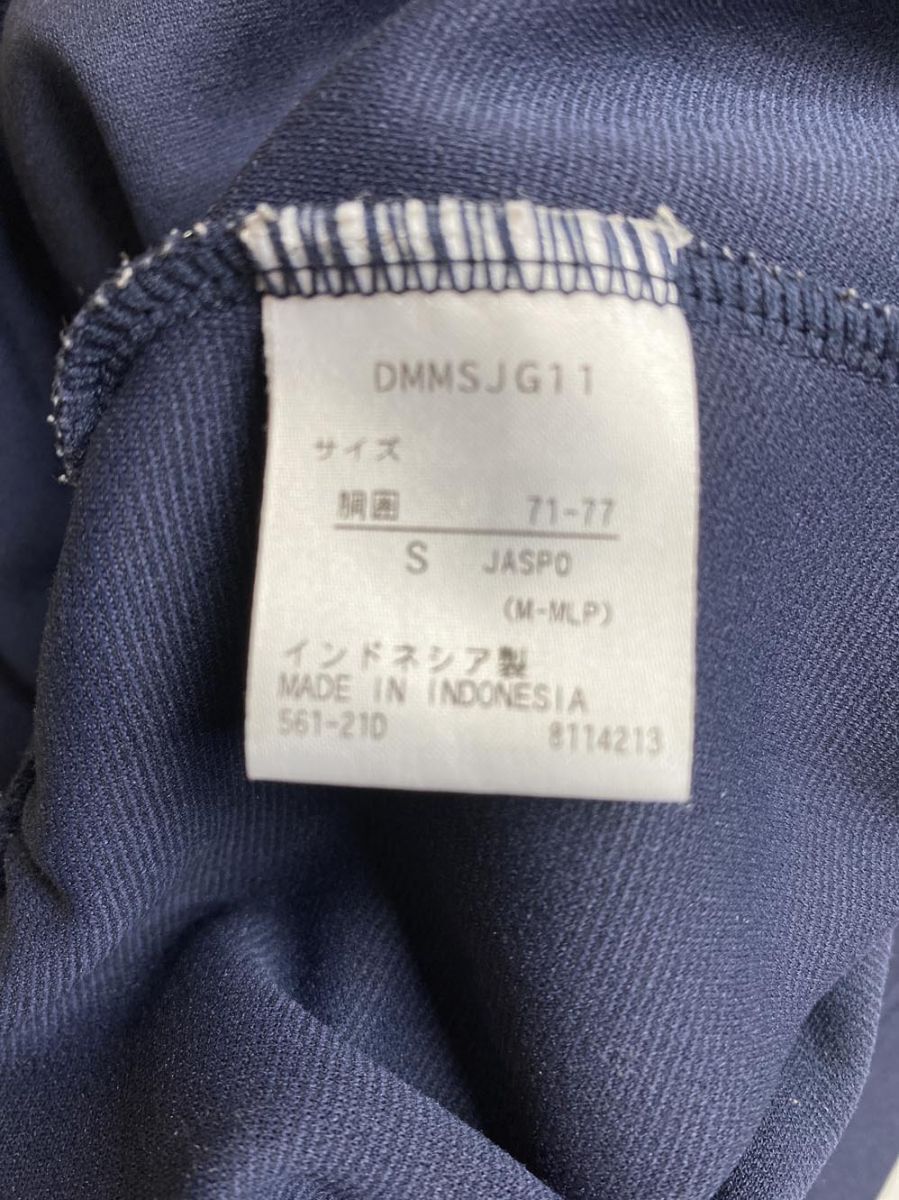 DMMSJG11
サイズ
胴囲 71-77
S JASPO
(M-MLP)
インドネシア製
MADE IN INDONESIA
561-21D 8114213